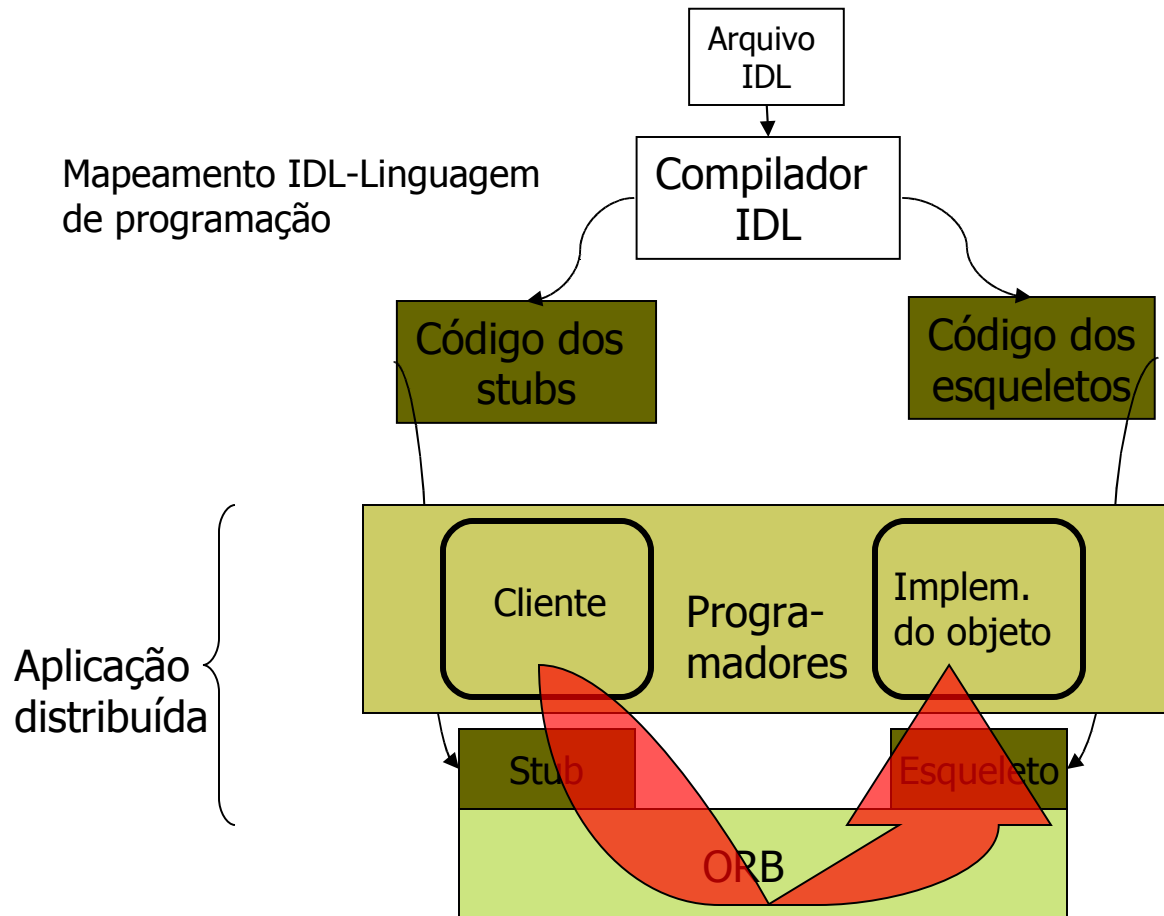 Arquivo
IDL
Mapeamento IDL-Linguagem
de programação
Compilador
IDL
Código dos
stubs
Código dos
esqueletos
Aplicação
distribuída
Cliente
Progra-
madores
Implem.
do objeto
Stub
Esqueleto
ORB